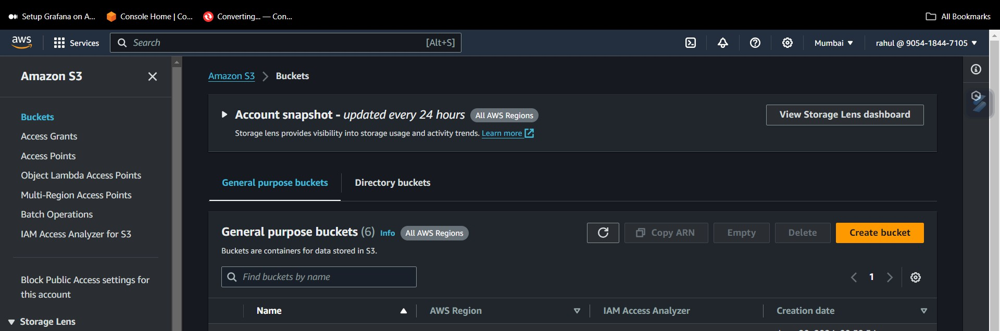 Setup Grafana on A... Console Home | Co... Converting... — Con... All Bookmarks
aws Services Search [Alt+S] Mumbai rahul @ 9054-1844-7105
Amazon S3
Buckets
Access Grants
Access Points
Object Lambda Access Points
Multi-Region Access Points
Batch Operations
IAM Access Analyzer for S3
Block Public Access settings for
this account
Storage Lens
Amazon S3 Buckets
Account snapshot - updated every 24 hours All AWS Regions
View Storage Lens dashboard
Storage lens provides visibility into storage usage and activity trends. Learn more
General purpose buckets Directory buckets
General purpose buckets (6) Info All AWS Regions
Copy ARN Empty Delete Create bucket
Buckets are containers for data stored in S3.
Find buckets by name
1
Name AWS Region IAM Access Analyzer Creation date